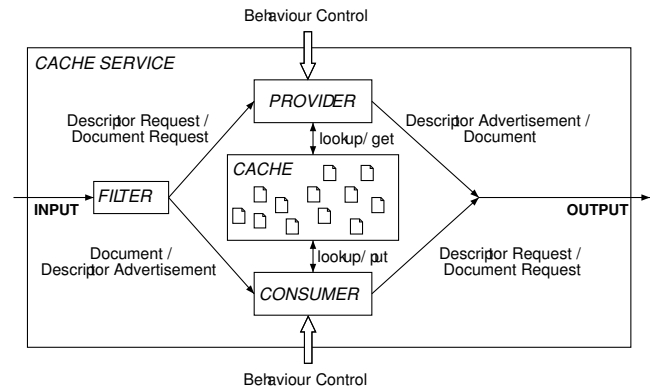 Behaviour Control
CACHE SERVICE
PROVIDER
Descriptor Request /
Document Request
Descriptor Advertisement /
Document
lookup/ get
CACHE
FILTER
INPUT
OUTPUT
Document /
Descriptor Advertisement
lookup/ put
Descriptor Request /
Document Request
CONSUMER
Behaviour Control